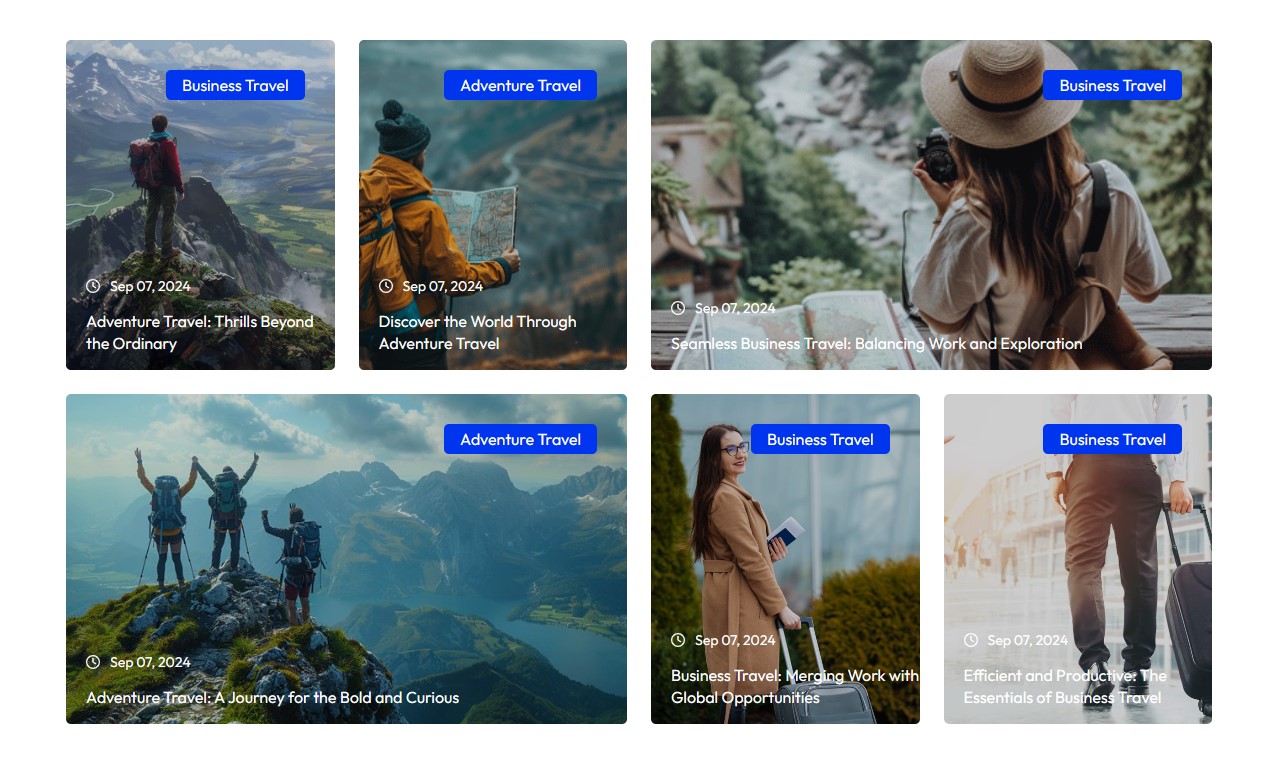 Business Travel
Sep 07, 2024
Adventure Travel: Thrills Beyond
the Ordinary
Adventure Travel
Sep 07, 2024
Discover the World Through
Adventure Travel
Business Travel
Sep 07, 2024
Seamless Business Travel: Balancing Work and Exploration
Adventure Travel
Sep 07, 2024
Adventure Travel: A Journey for the Bold and Curious
Business Travel
Sep 07, 2024
Business Travel: Merging Work with
Global Opportunities
Business Travel
Sep 07, 2024
Efficient and Productive: The
Essentials of Business Travel